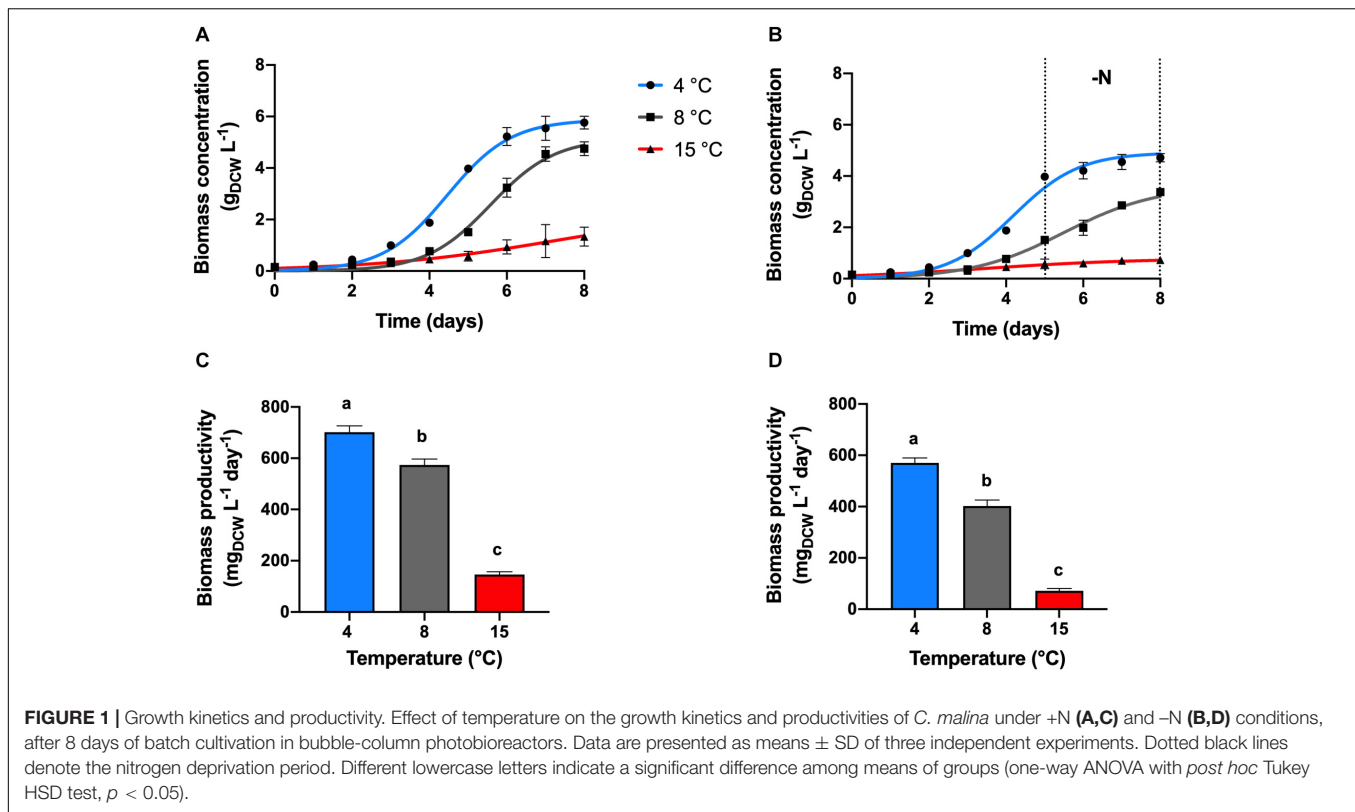 A
Biomass concentration
(gDCW L-1)
8
6
4
2
0
0 2 4 6 8
Time (days)
4 °C
8 °C
15 °C
B
Biomass concentration
(gDCW L-1)
8
6
4
2
0
-N
0 2 4 6 8
Time (days)
C
Biomass productivity
(mgDCW L-1 day-1)
800
600
400
200
0
a
b
c
4 8 15
Temperature (°C)
D
Biomass productivity
(mgDCW L-1 day-1)
800
600
400
200
0
a
b
c
4 8 15
Temperature (°C)
FIGURE 1 | Growth kinetics and productivity. Effect of temperature on the growth kinetics and productivities of C. malina under +N (A,C) and –N (B,D) conditions,
after 8 days of batch cultivation in bubble-column photobioreactors. Data are presented as means ± SD of three independent experiments. Dotted black lines
denote the nitrogen deprivation period. Different lowercase letters indicate a significant difference among means of groups (one-way ANOVA with post hoc Tukey
HSD test, p < 0.05).